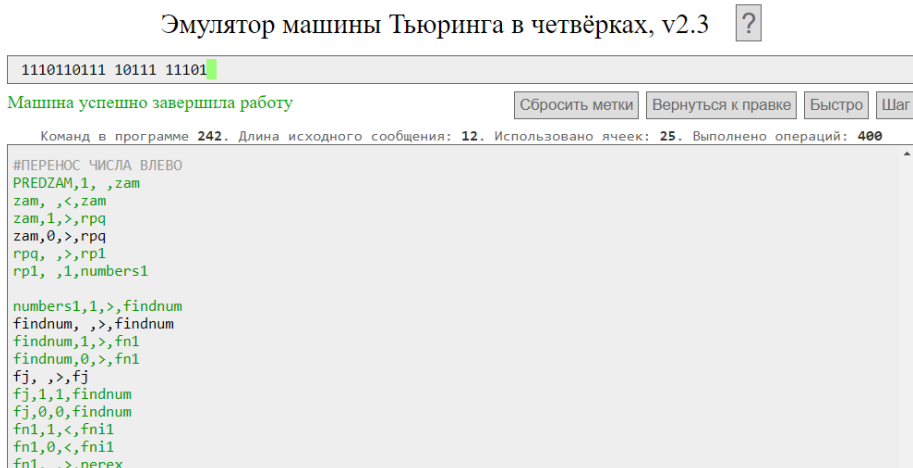 Эмулятор машины Тьюринга в четвёрках, v2.3 ?
1110110111 10111 11101
Машина успешно завершила работу Сбросить метки Вернуться к правке Быстро Шаг
Команд в программе 242. Длина исходного сообщения: 12. Использовано ячеек: 25. Выполнено операций: 400
#ПЕРЕНОС ЧИСЛА ВЛЕВО
PREDZAM,1, ,zam
zam, ,<,zam
zam,1,>,rpq
zam,0,>,rpq
rpq, ,>,rp1
rp1, ,1,numbers1
numbers1,1,>,findnum
findnum, ,>,findnum
findnum,1,>,fn1
findnum,0,>,fn1
fj, ,>,fj
fj,1,1,findnum
fj,0,0,findnum
fn1,1,<,fni1
fn1,0,<,fni1
fn1, ,>,perex